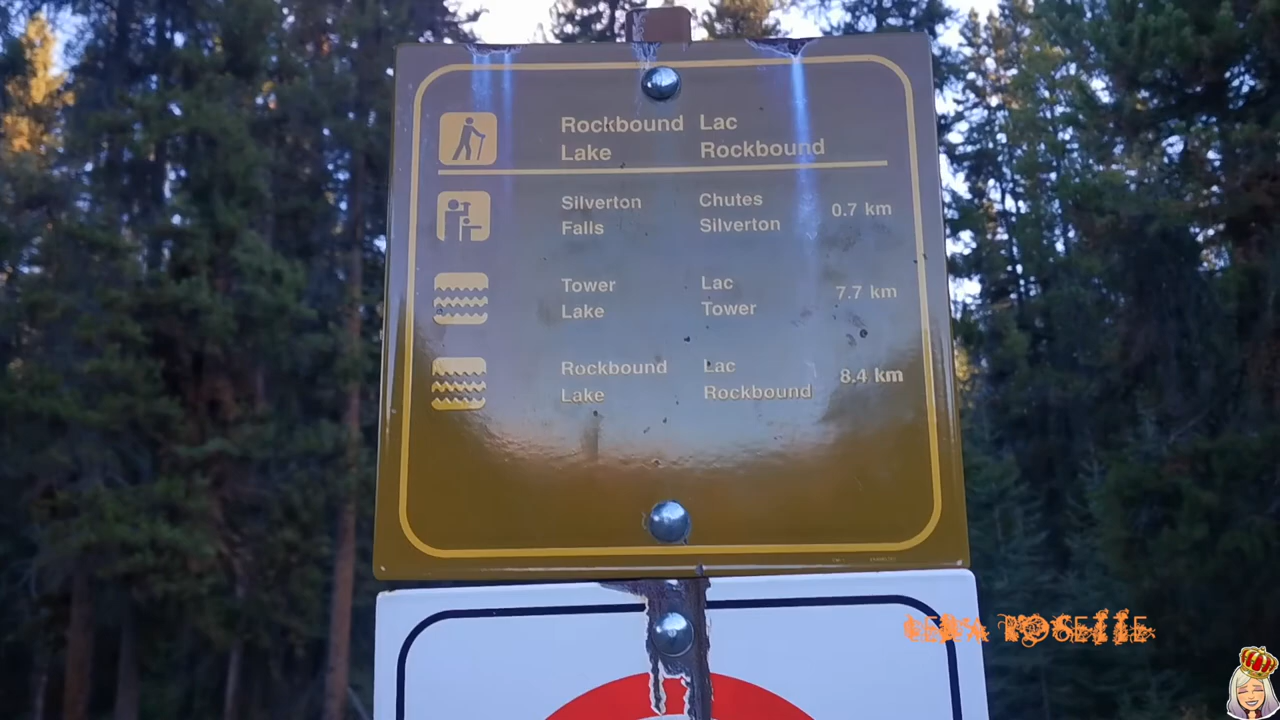 Rockbound Lac
Lake Rockbound
Silverton Chutes
Falls Silverton 0.7 km
Tower Lac
Lake Tower 7.7 km
Rockbound Lac
Lake Rockbound 8.4 km